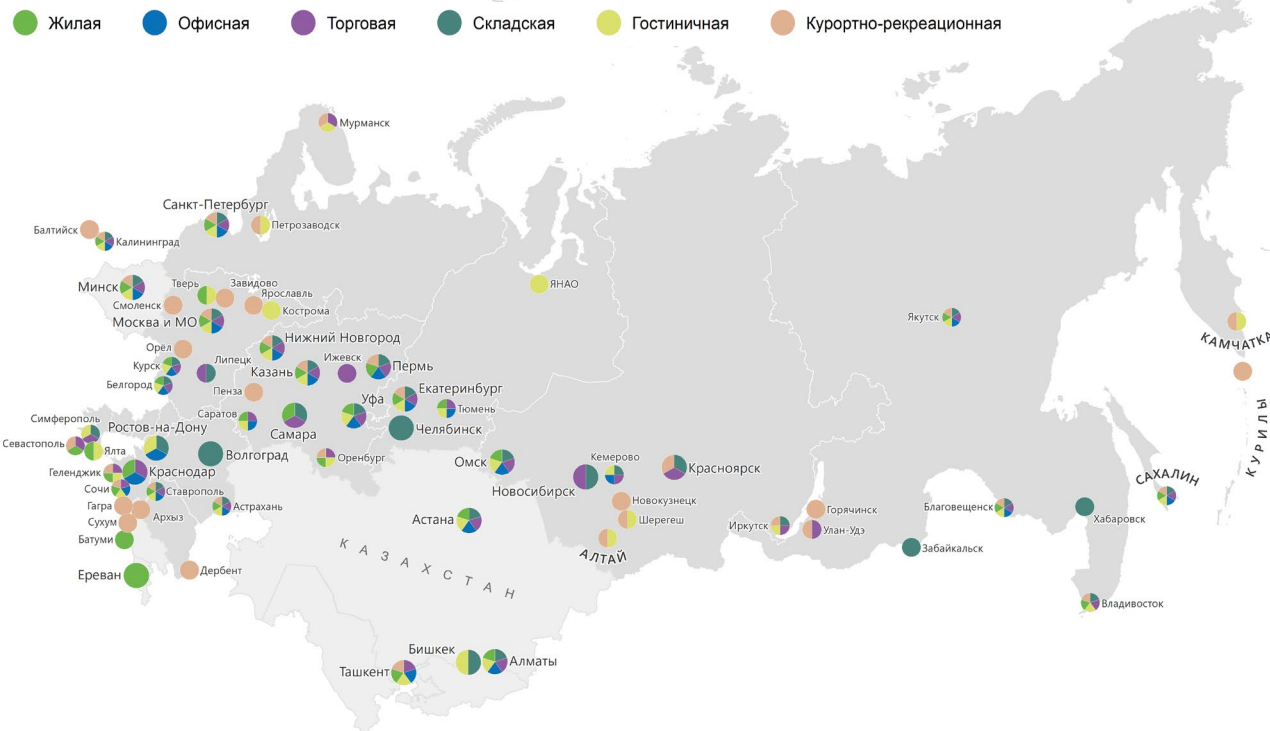 Жилая
Офисная
Торговая
Складская
Гостиничная
Курортно-рекреационная
Мурманск
Санкт-Петербург
Петрозаводск
Балтийск
Калининград
Минск
Тверь
Завидово
Ярославль
Смоленск
Кострома
Москва и МО
ЯНАО
Якутск
КАМЧАТКА
КУРИЛЫ
Нижний Новгород
Орёл
Курск
Липецк
Казань
Ижевск
Пермь
Белгород
Пенза
Екатеринбург
Уфа
Тюмень
Саратов
Самара
Челябинск
Симферополь
Ростов-на-Дону
Севастополь
Ялта
Волгоград
Оренбург
Омск
Кемерово
Красноярск
Геленджик
Краснодар
Новосибирск
Сочи
Ставрополь
Новокузнецк
САХАЛИН
Гагра
Архыз
Астрахань
Горячинск
Благовещенск
Хабаровск
Сухум
Астана
Шерегеш
Иркутск
Улан-Удэ
Батуми
АЛТАЙ
Забайкальск
КАЗАХСТАН
Ереван
Дербент
Владивосток
Бишкек
Алматы
Ташкент